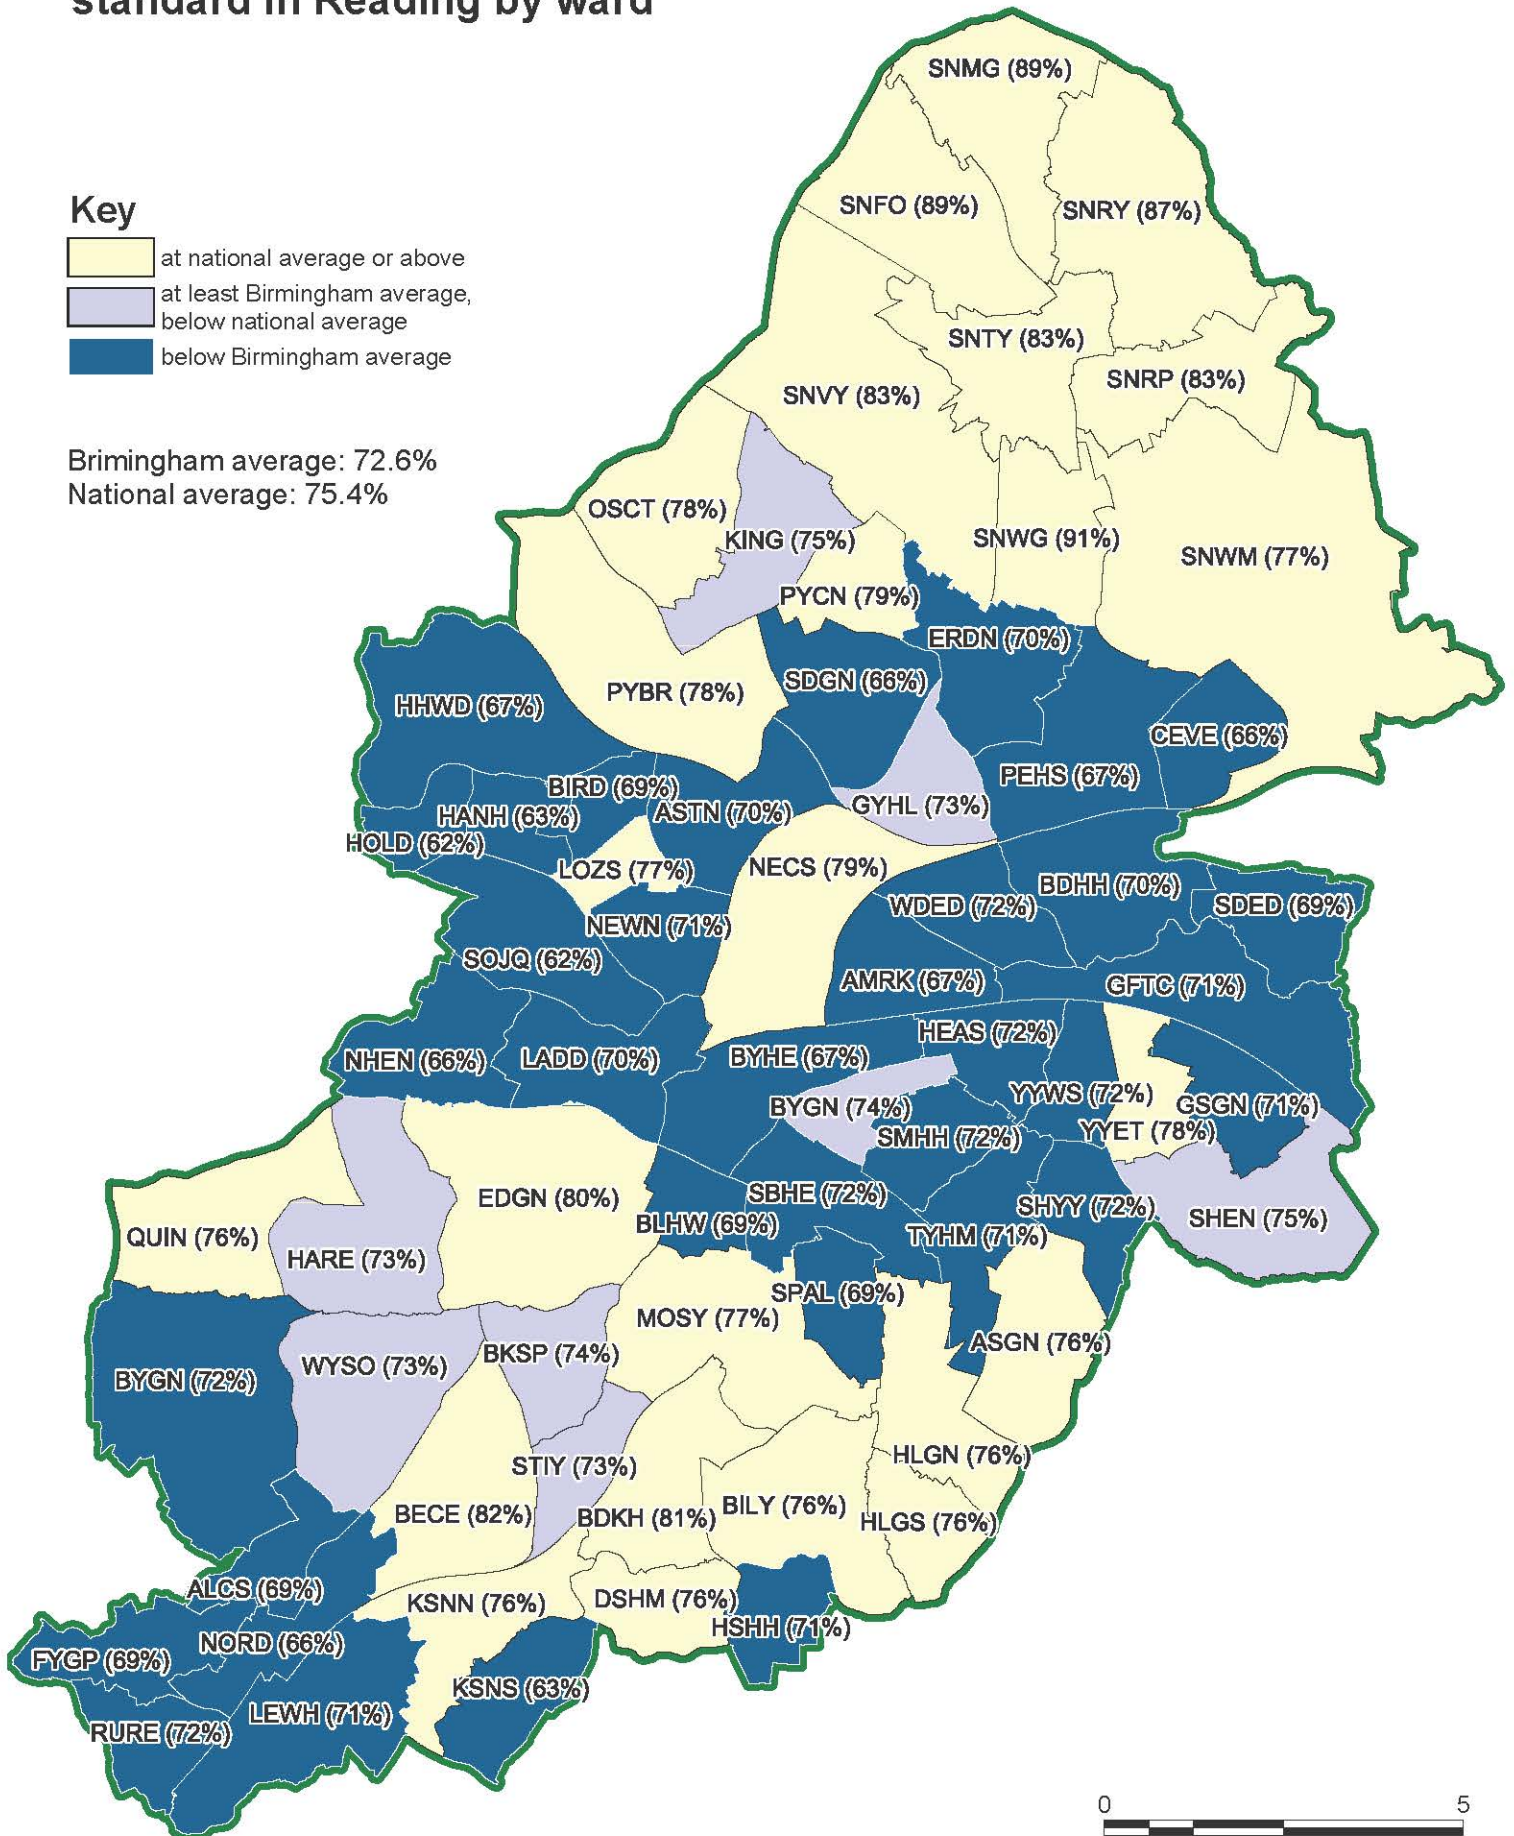 standard in Reading by ward
Key
at national average or above
at least Birmingham average,
below national average
below Birmingham average
Brimingham average: 72.6%
National average: 75.4%
SNMG (89%)
SNFO (89%)
SNRY (87%)
SNTY (83%)
SNRP (83%)
SNVY (83%)
OSCT (78%)
KING (75%)
SNWG (91%)
SNWM (77%)
PYCN (79%)
ERDN (70%)
SDGN (66%)
PYBR (78%)
HHWD (67%)
CEVE (66%)
PEHS (67%)
BIRD (69%)
GYHL (73%)
ASTN (70%)
HANH (63%)
HOLD (62%)
LOZS (77%)
NECS (79%)
BDHH (70%)
WDED (72%)
SDED (69%)
NEWN (71%)
SOJQ (62%)
AMRK (67%)
GFTC (71%)
HEAS (72%)
NHEN (66%)
LADD (70%)
BYHE (67%)
YYWS (72%)
BYGN (74%)
GSGN (71%)
YYET (78%)
SMHH (72%)
EDGN (80%)
SBHE (72%)
SHYY (72%)
SHEN (75%)
BLHW (69%)
QUIN (76%)
TYHM (71%)
HARE (73%)
SPAL (69%)
MOSY (77%)
ASGN (76%)
BKSP (74%)
WYSO (73%)
BYGN (72%)
HLGN (76%)
STIY (73%)
BILY (76%)
BECE (82%)
BDKH (81%)
HLGS (76%)
ALCS (69%)
KSNN (76%)
DSHM (76%)
HSHH (71%)
NORD (66%)
FYGP (69%)
KSNS (63%)
LEWH (71%)
RURE (72%)
0 5